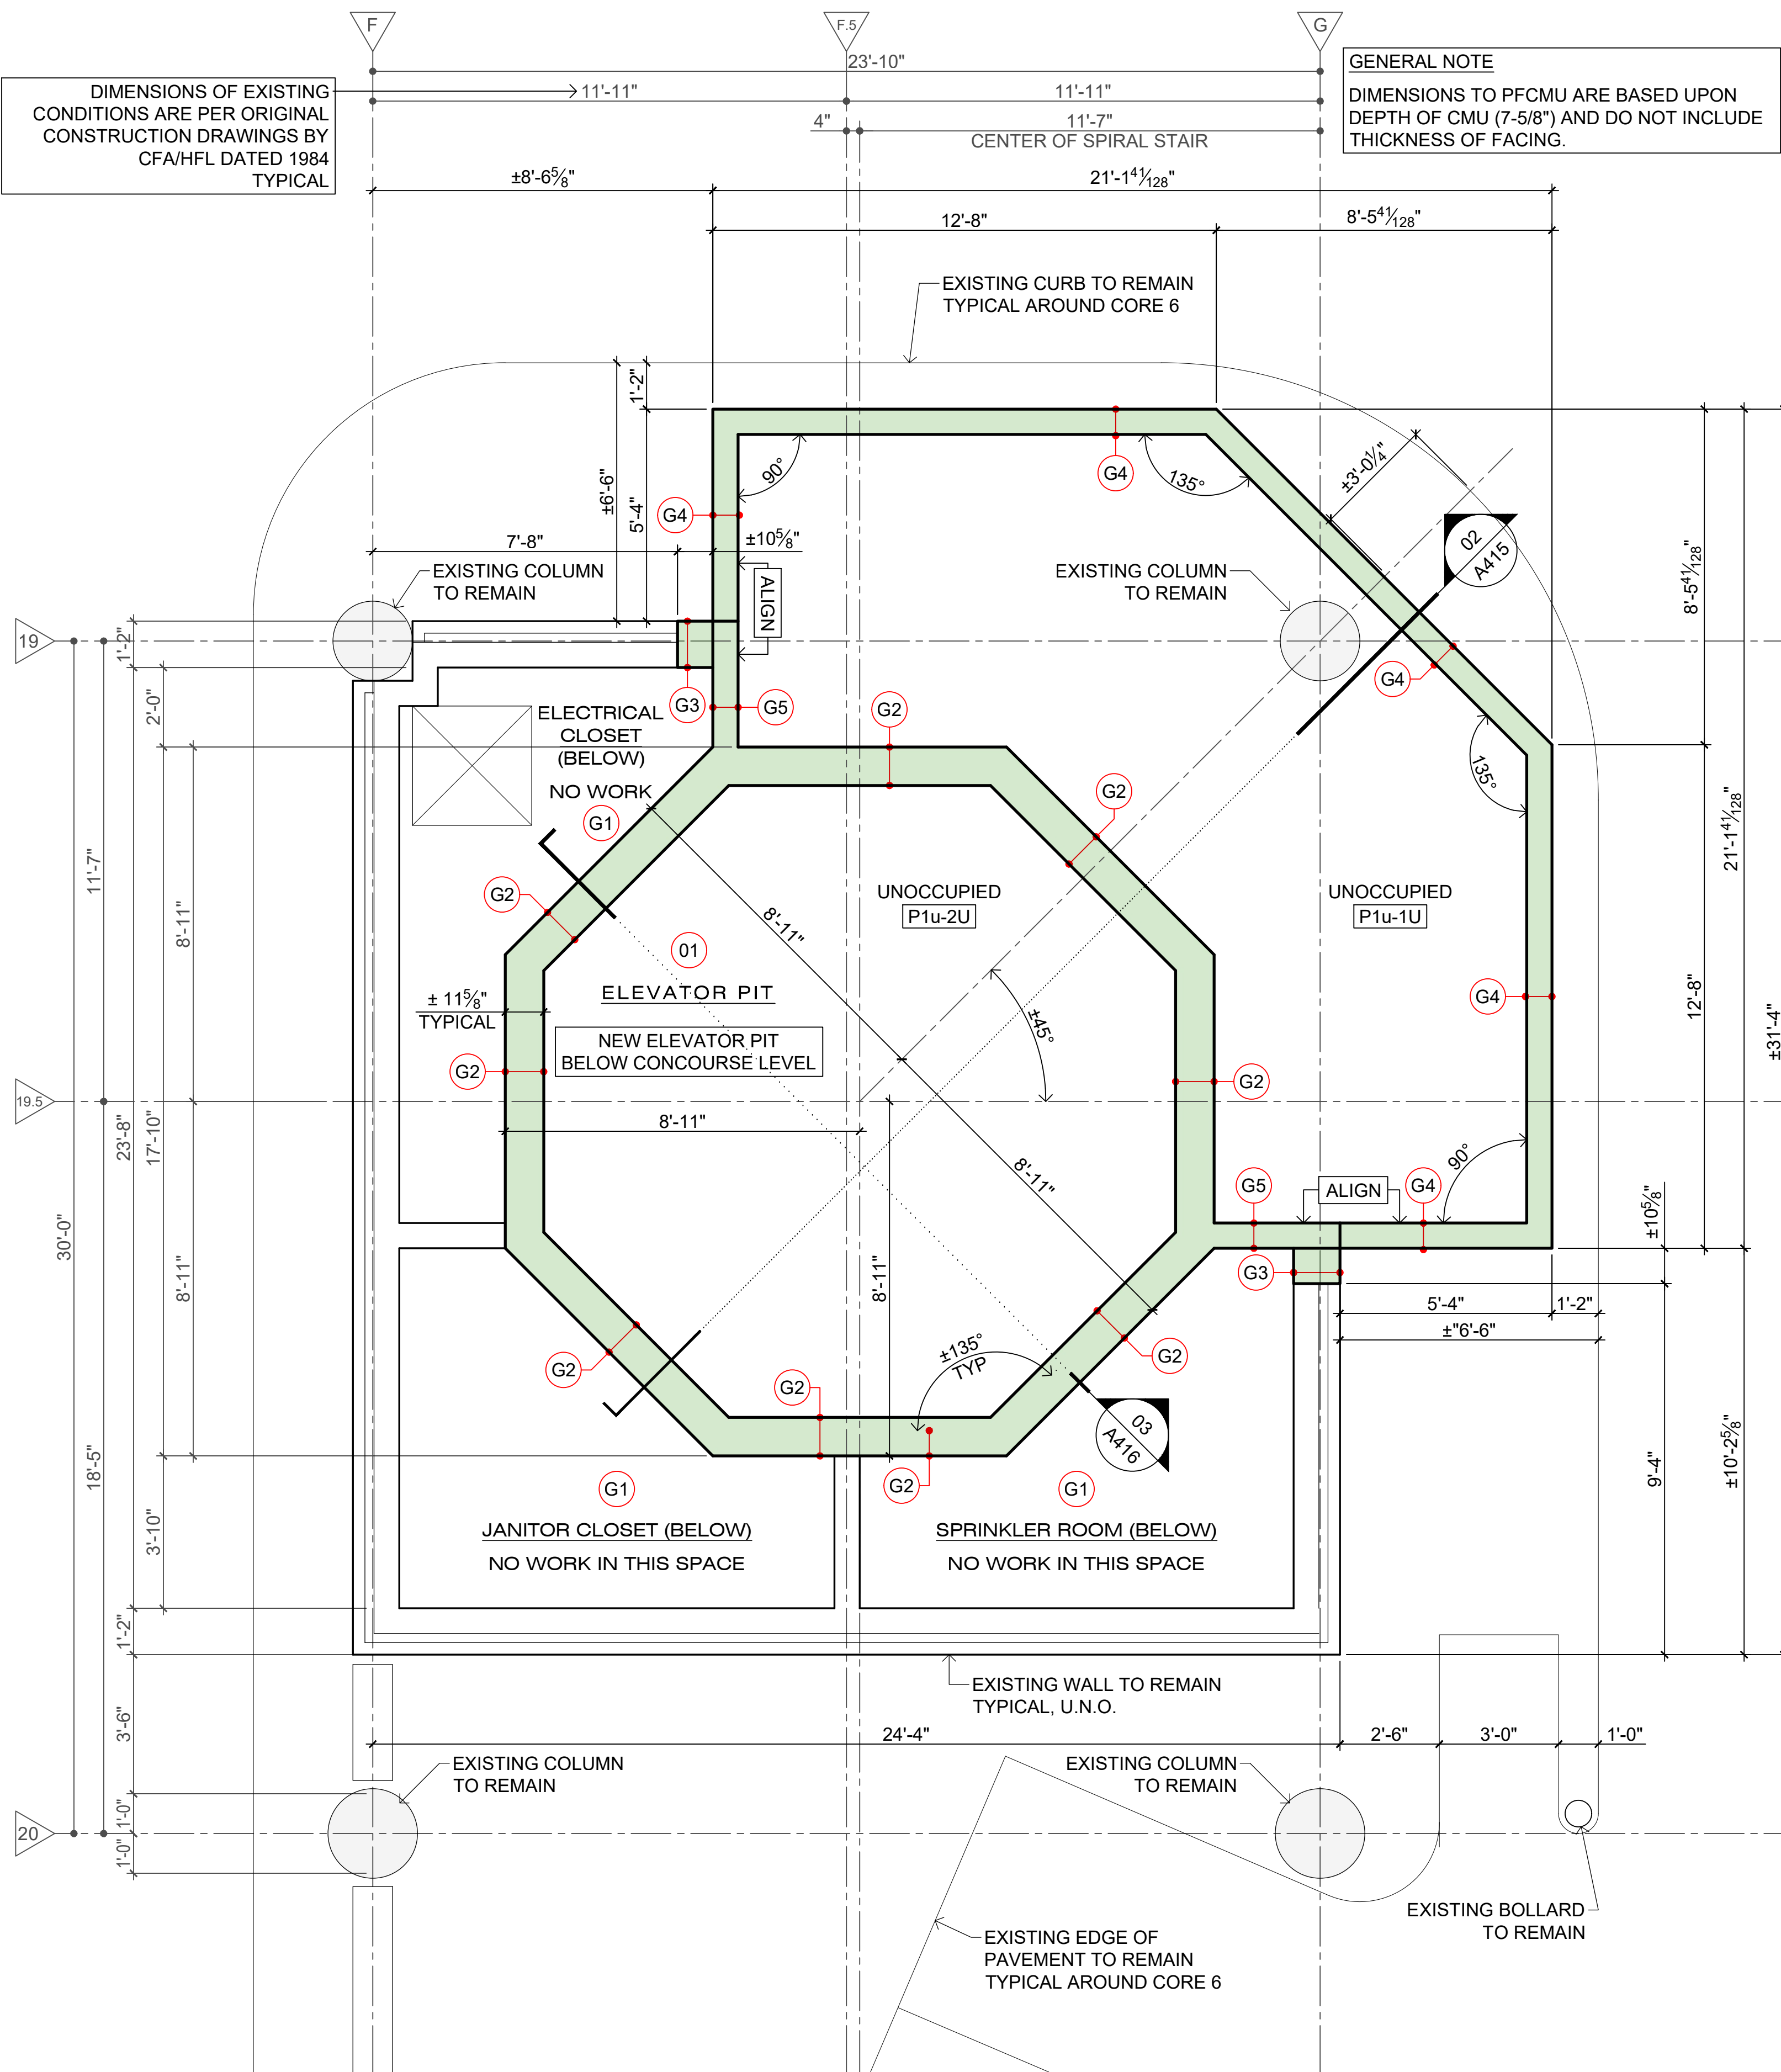 F
F.5
G
23'-10"
11'-11"
11'-11"
4"
11'-7"
CENTER OF SPIRAL STAIR
DIMENSIONS OF EXISTING
CONDITIONS ARE PER ORIGINAL
CONSTRUCTION DRAWINGS BY
CFA/HFL DATED 1984
TYPICAL
GENERAL NOTE
DIMENSIONS TO PFCMU ARE BASED UPON
DEPTH OF CMU (7-5/8") AND DO NOT INCLUDE
THICKNESS OF FACING.
±8'-6⅝"
21'-1 41/128"
12'-8"
8'-5 41/128"
EXISTING CURB TO REMAIN
TYPICAL AROUND CORE 6
1'-2"
±6'-6"
5'-4"
90°
G4
135°
±3'-0¼"
G4
7'-8"
±10⅝"
02
A415
EXISTING COLUMN
TO REMAIN
ALIGN
EXISTING COLUMN
TO REMAIN
8'-5 41/128"
19
1'-2"
G4
2'-0"
G3
G5
G2
ELECTRICAL
CLOSET
(BELOW)
NO WORK
G1
G2
135°
11'-7"
8'-11"
G2
8'-11"
UNOCCUPIED
P1u-2U
UNOCCUPIED
P1u-1U
21'-1 41/128"
01
ELEVATOR PIT
± 11⅝"
TYPICAL
NEW ELEVATOR PIT
BELOW CONCOURSE LEVEL
±45°
G4
12'-8"
±31'-4"
G2
G2
19.5
23'-8"
17'-10"
8'-11"
8'-11"
90°
G5
ALIGN
G4
±10⅝"
30'-0"
8'-11"
8'-11"
G3
5'-4"
1'-2"
±"6'-6"
G2
±135°
TYP
G2
G2
03
A416
18'-5"
G2
G1
G1
9'-4"
±10'-2⅝"
3'-10"
JANITOR CLOSET (BELOW)
NO WORK IN THIS SPACE
SPRINKLER ROOM (BELOW)
NO WORK IN THIS SPACE
1'-2"
EXISTING WALL TO REMAIN
TYPICAL, U.N.O.
3'-6"
24'-4"
2'-6"
3'-0"
1'-0"
EXISTING COLUMN
TO REMAIN
EXISTING COLUMN
TO REMAIN
1'-0"
20
1'-0"
EXISTING BOLLARD
TO REMAIN
EXISTING EDGE OF
PAVEMENT TO REMAIN
TYPICAL AROUND CORE 6